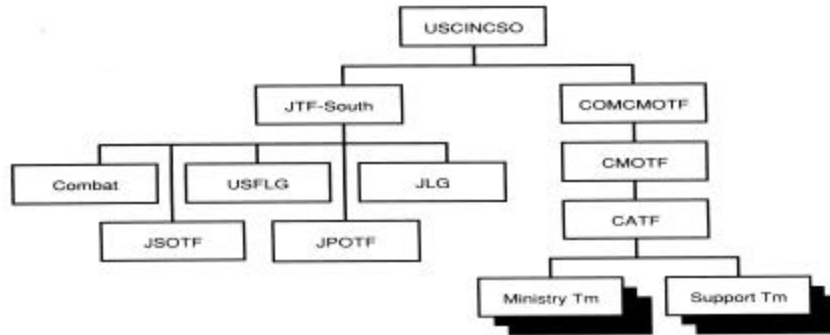 USCINCSO
JTF-South
COMCMOTF
Combat
USFLG
JLG
CMOTF
JSOTF
JPOTF
CATF
Ministry Tm
Support Tm